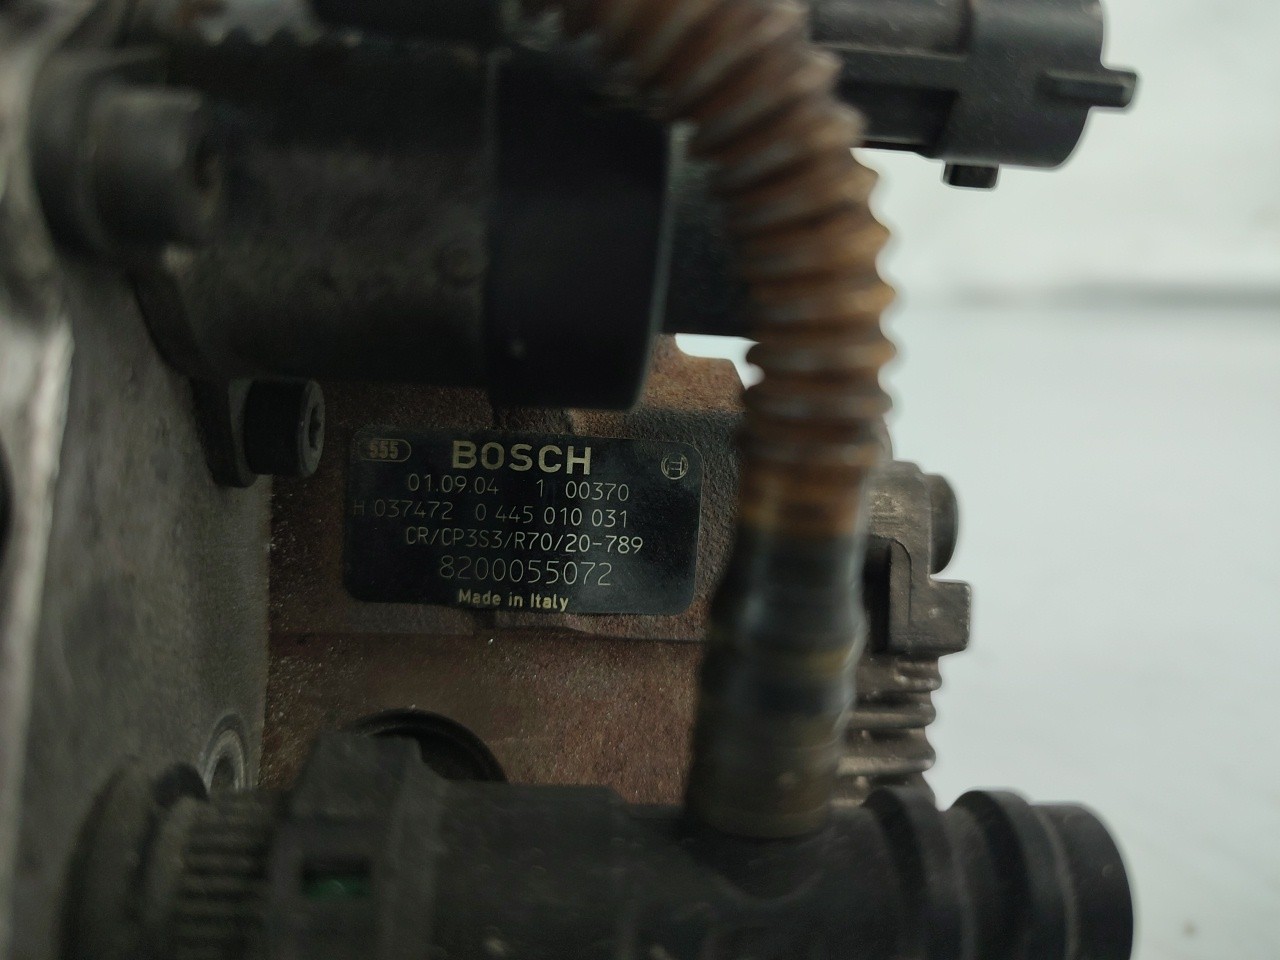 555 BOSCH
01.09.04 1 00370
H 037472 0 445 010 031
CR/CP3S3/R70/20-789
8200055072
Made in Italy